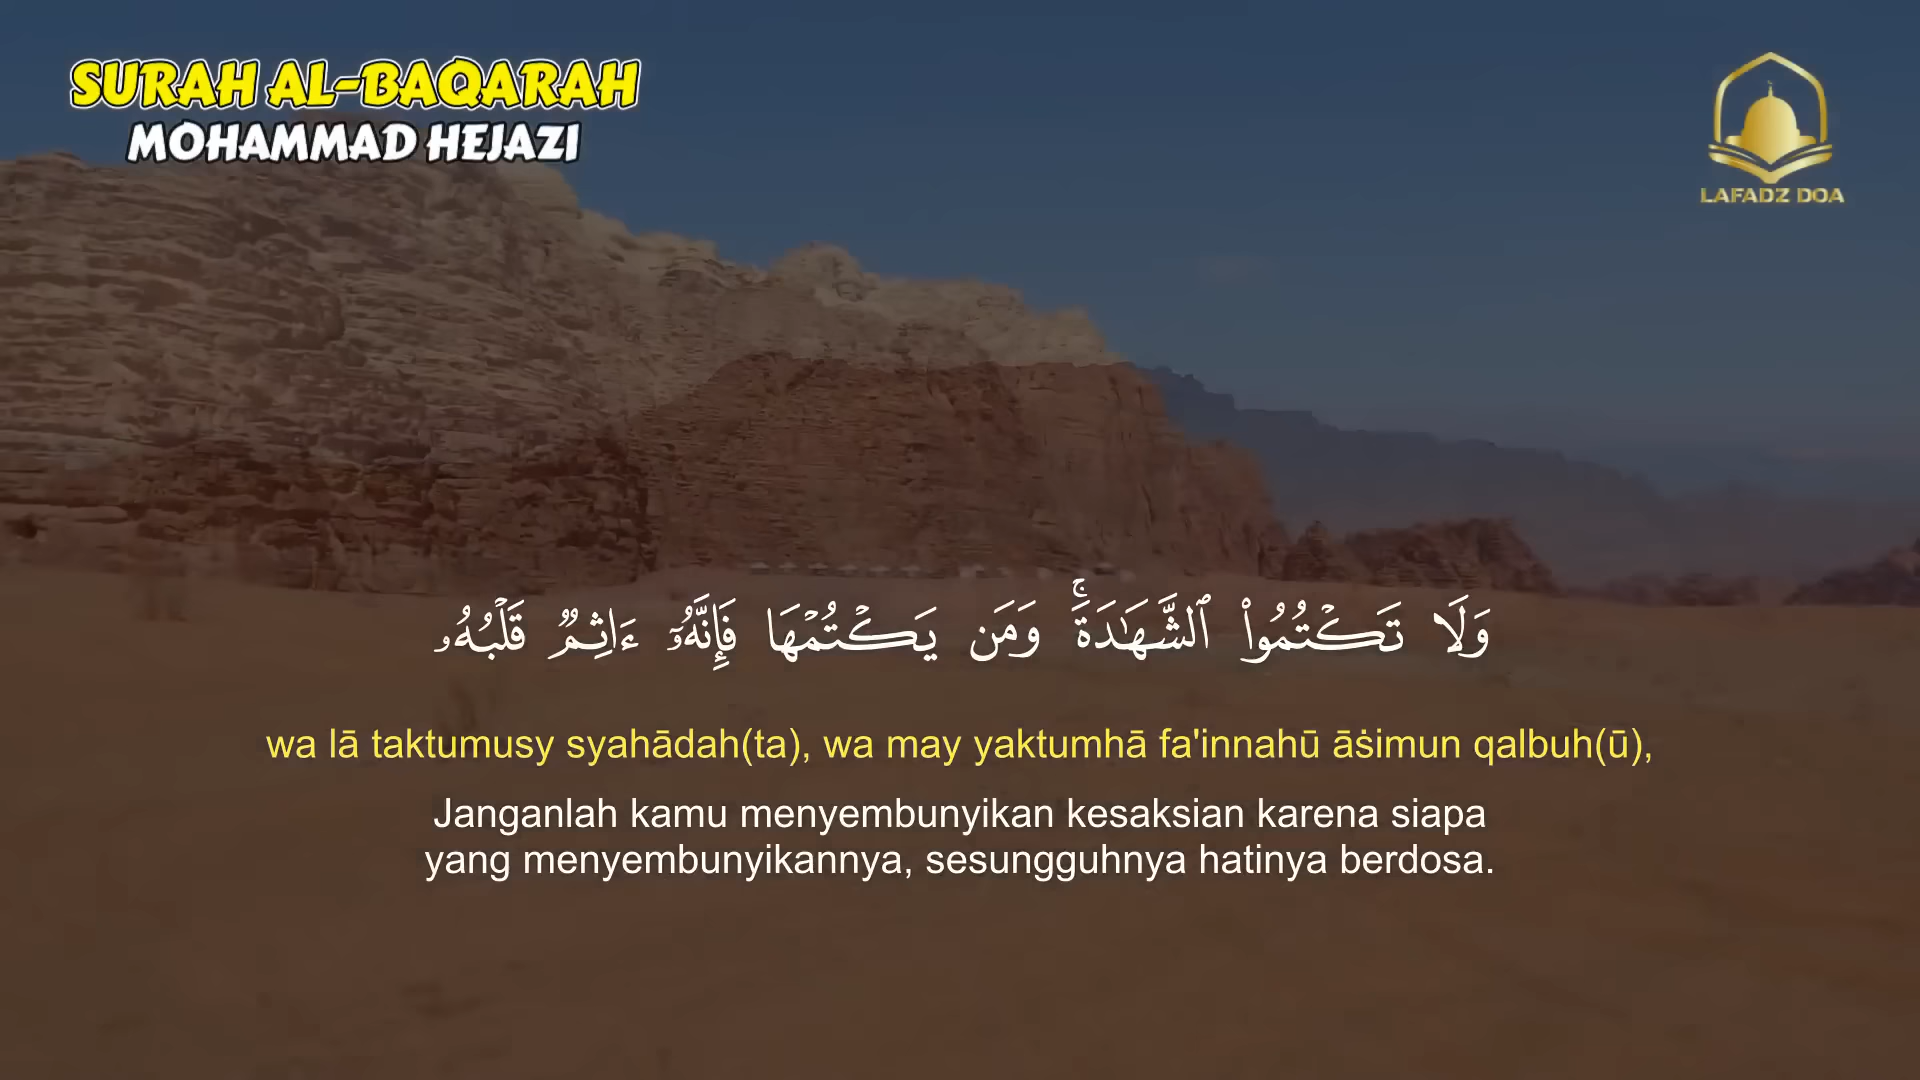 SURAH AL-BAQARAH
MOHAMMAD HEJAZI
LAFADZ DOA
وَلَا تَكْتُمُوا۟ ٱلشَّهَـٰدَةَ ۚ وَمَن يَكْتُمْهَا فَإِنَّهُۥٓ ءَاثِمٌ قَلْبُهُۥ
wa lā taktumusy syahādah(ta), wa may yaktumhā fa'innahū āṡimun qalbuh(ū),
Janganlah kamu menyembunyikan kesaksian karena siapa
yang menyembunyikannya, sesungguhnya hatinya berdosa.